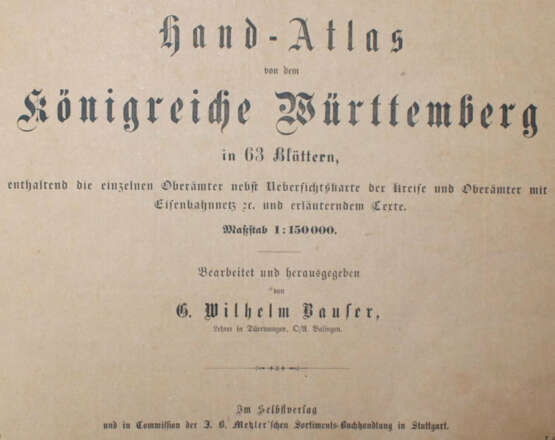 Hand-Atlas
von dem
Königreiche Württemberg
in 63 Blättern,
enthaltend die einzelnen Oberämter nebst Uebersichtskarte der Kreise und Oberämter mit
Eisenbahnnetz ꝛc. und erläuterndem Texte.
Maßstab 1:150000.
Bearbeitet und herausgegeben
von
G. Wilhelm Bauser,
Lehrer in Dürrwangen, O/A. Balingen.
Im Selbstverlag
und in Commission der J. B. Metzler'schen Sortiments-Buchhandlung in Stuttgart.